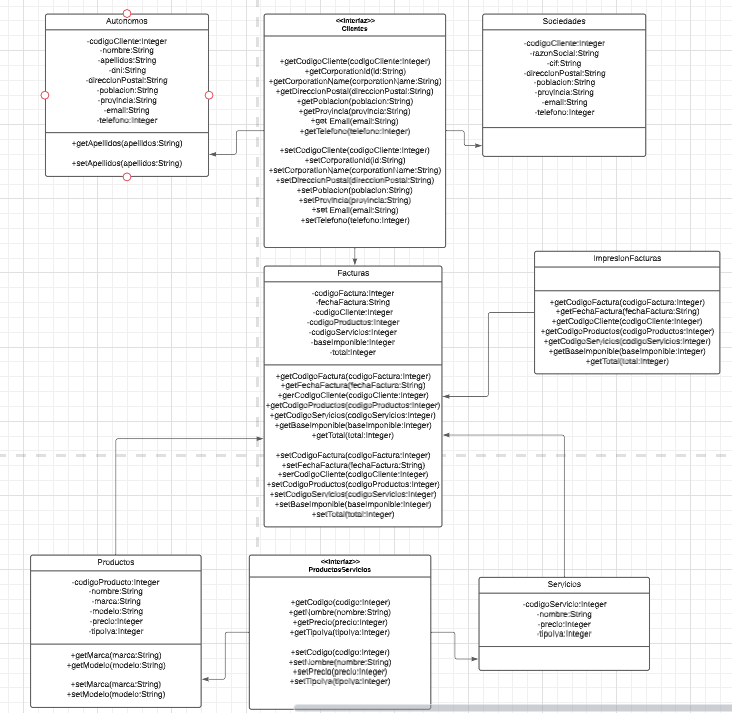 Autonomos
-codigoCliente:Integer
-nombre:String
-apellidos:String
-dni:String
-direccionPostal:String
-poblacion:String
-provincia:String
-email:String
-telefono:Integer
+getApellidos(apellidos:String)
+setApellidos(apellidos:String)
<<Interfaz>>
Clientes
+getCodigoCliente(codigoCliente:Integer)
+getCorporationId(id:String)
+getCorporationName(corporationName:String)
+getDireccionPostal(direccionPostal:String)
+getPoblacion(poblacion:String)
+getProvincia(provincia:String)
+get Email(email:String)
+getTelefono(telefono:Integer)
+setCodigoCliente(codigoCliente:Integer)
+setCorporationId(id:String)
+setCorporationName(corporationName:String)
+setDireccionPostal(direccionPostal:String)
+setPoblacion(poblacion:String)
+setProvincia(provincia:String)
+set Email(email:String)
+setTelefono(telefono:Integer)
Sociedades
-codigoCliente:Integer
-razonSocial:String
-cif:String
-direccionPostal:String
-poblacion:String
-provincia:String
-email:String
-telefono:Integer
Facturas
-codigoFactura:Integer
-fechaFactura:String
-codigoCliente:Integer
-codigoProductos:Integer
-codigoServicios:Integer
-baseImponible:Integer
-total:Integer
+getCodigoFactura(codigoFactura:Integer)
+getFechaFactura(fechaFactura:String)
+gerCodigoCliente(codigoCliente:Integer)
+getCodigoProductos(codigoProductos:Integer)
+getCodigoServicios(codigoServicios:Integer)
+getBaseImponible(baseImponible:Integer)
+getTotal(total:Integer)
+setCodigoFactura(codigoFactura:Integer)
+setFechaFactura(fechaFactura:String)
+serCodigoCliente(codigoCliente:Integer)
+setCodigoProductos(codigoProductos:Integer)
+setCodigoServicios(codigoServicios:Integer)
+setBaseImponible(baseImponible:Integer)
+setTotal(total:Integer)
ImpresionFacturas
+getCodigoFactura(codigoFactura:Integer)
+getFechaFactura(fechaFactura:String)
+getCodigoCliente(codigoCliente:Integer)
+getCodigoProductos(codigoProductos:Integer)
+getCodigoServicios(codigoServicios:Integer)
+getBaseImponible(baseImponible:Integer)
+getTotal(total:Integer)
Productos
-codigoProducto:Integer
-nombre:String
-marca:String
-modelo:String
-precio:Integer
-tipoIva:Integer
+getMarca(marca:String)
+getModelo(modelo:String)
+setMarca(marca:String)
+setModelo(modelo:String)
<<Interfaz>>
ProductosServicios
+getCodigo(codigo:Integer)
+getNombre(nombre:String)
+getPrecio(precio:Integer)
+getTipoIva(tipoIva:Integer)
+setCodigo(codigo:Integer)
+setNombre(nombre:String)
+setPrecio(precio:Integer)
+setTipoIva(tipoIva:Integer)
Servicios
-codigoServicio:Integer
-nombre:String
-precio:Integer
-tipoIva:Integer